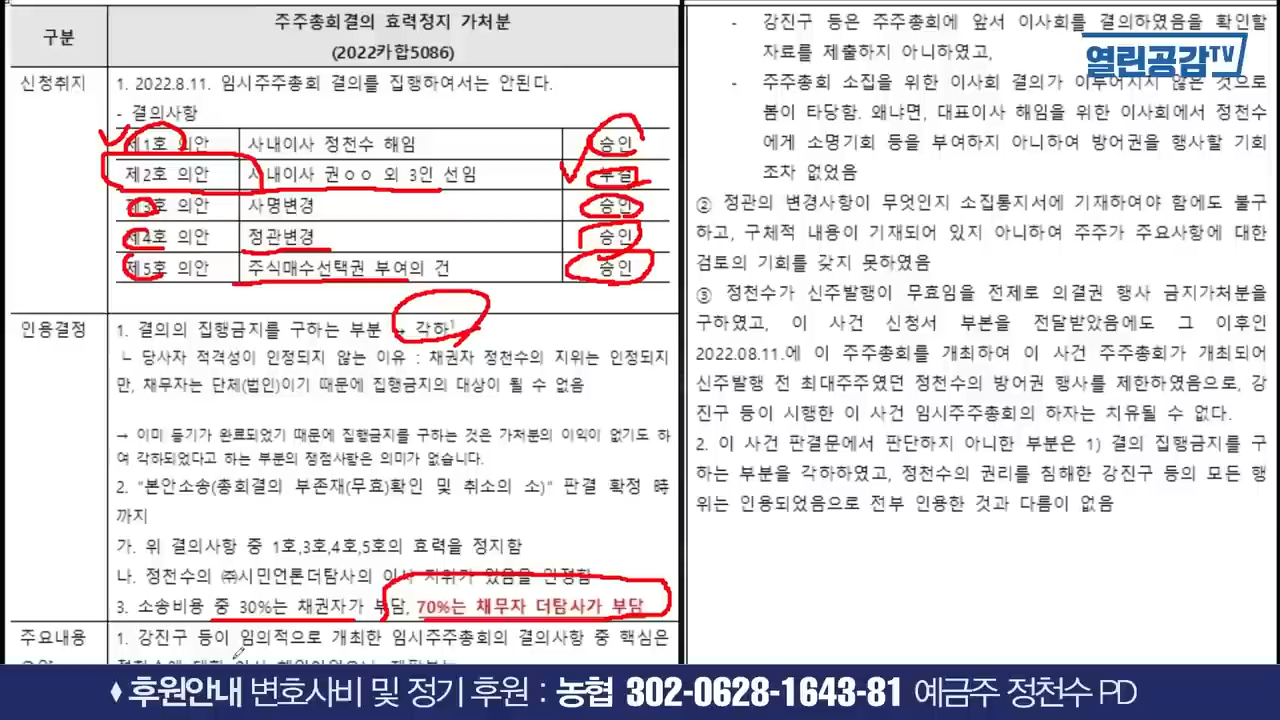 구분
주주총회결의 효력정지 가처분
(2022카합5086)
신청취지
1. 2022.8.11. 임시주주총회 결의를 집행하여서는 안된다.
- 결의사항
제1호 의안 사내이사 정천수 해임 승인
제2호 의안 사내이사 권ㅇㅇ 외 3인 선임 부결
제3호 의안 사명변경 승인
제4호 의안 정관변경 승인
제5호 의안 주식매수선택권 부여의 건 승인
인용결정
1. 결의의 집행금지를 구하는 부분 → 각하1
ㄴ 당사자 적격성이 인정되지 않는 이유 : 채권자 정천수의 지위는 인정되지
만, 채무자는 단체(법인)이기 때문에 집행금지의 대상이 될 수 없음
→ 이미 등기가 완료되었기 때문에 집행금지를 구하는 것은 가처분의 이익이 없기도 하
여 각하되었다고 하는 부분의 쟁점사항은 의미가 없습니다.
2. "본안소송(총회결의 부존재(무효)확인 및 취소의 소)" 판결 확정 時
까지
가. 위 결의사항 중 1호,3호,4호,5호의 효력을 정지함
나. 정천수의 ㈜시민언론더탐사의 이사 지위가 있음을 인정함
3. 소송비용 중 30%는 채권자가 부담, 70%는 채무자 더탐사가 부담
주요내용
1. 강진구 등이 임의적으로 개최한 임시주주총회의 결의사항 중 핵심은
- 강진구 등은 주주총회에 앞서 이사회를 결의하였음을 확인할
자료를 제출하지 아니하였고,
- 주주총회 소집을 위한 이사회 결의가 이루어지지 않은 것으로
봄이 타당함. 왜냐면, 대표이사 해임을 위한 이사회에서 정천수
에게 소명기회 등을 부여하지 아니하여 방어권을 행사할 기회
조차 없었음
② 정관의 변경사항이 무엇인지 소집통지서에 기재하여야 함에도 불구
하고, 구체적 내용이 기재되어 있지 아니하여 주주가 주요사항에 대한
검토의 기회를 갖지 못하였음
③ 정천수가 신주발행이 무효임을 전제로 의결권 행사 금지가처분을
구하였고, 이 사건 신청서 부본을 전달받았음에도 그 이후인
2022.08.11.에 이 주주총회를 개최하여 이 사건 주주총회가 개최되어
신주발행 전 최대주주였던 정천수의 방어권 행사를 제한하였음으로, 강
진구 등이 시행한 이 사건 임시주주총회의 하자는 치유될 수 없다.
2. 이 사건 판결문에서 판단하지 아니한 부분은 1) 결의 집행금지를 구
하는 부분을 각하하였고, 정천수의 권리를 침해한 강진구 등의 모든 행
위는 인용되었음으로 전부 인용한 것과 다름이 없음
열린공감TV
♦ 후원안내 변호사비 및 정기 후원 : 농협 302-0628-1643-81 예금주 정천수 PD